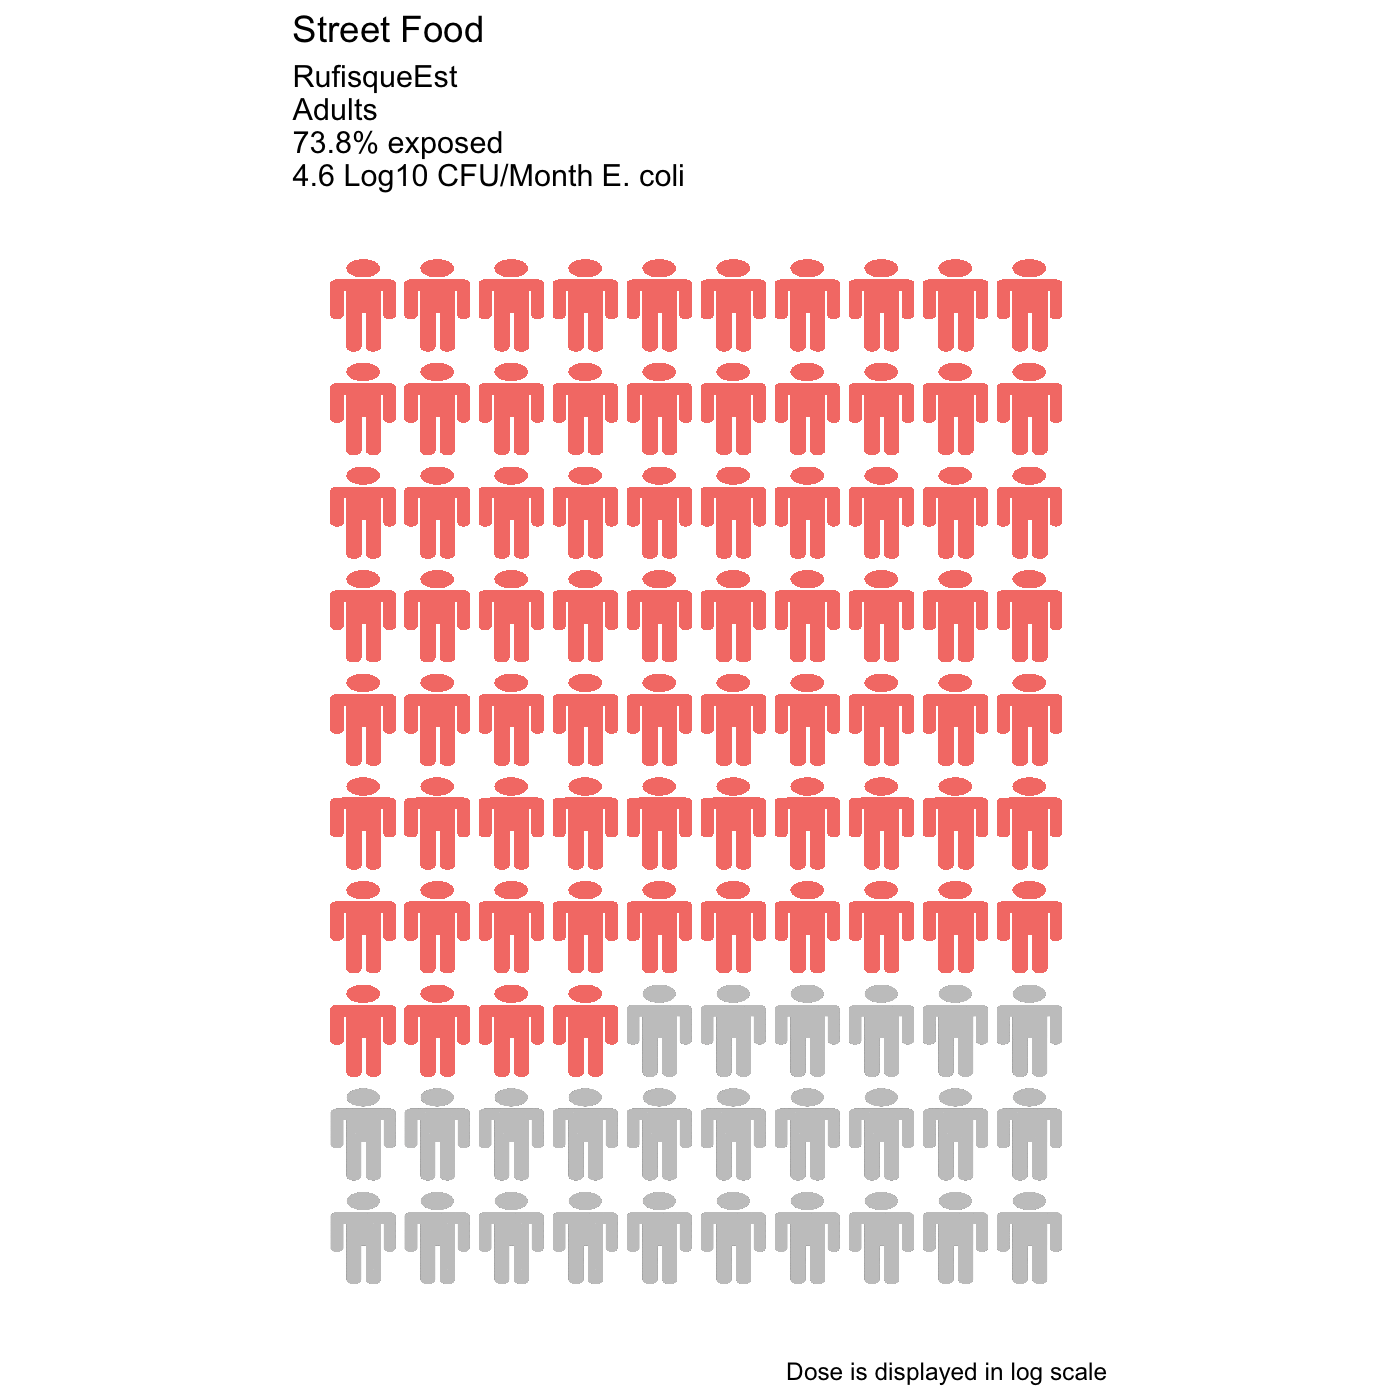 Street Food
RufisqueEst
Adults
73.8% exposed
4.6 Log10 CFU/Month E. coli
Dose is displayed in log scale